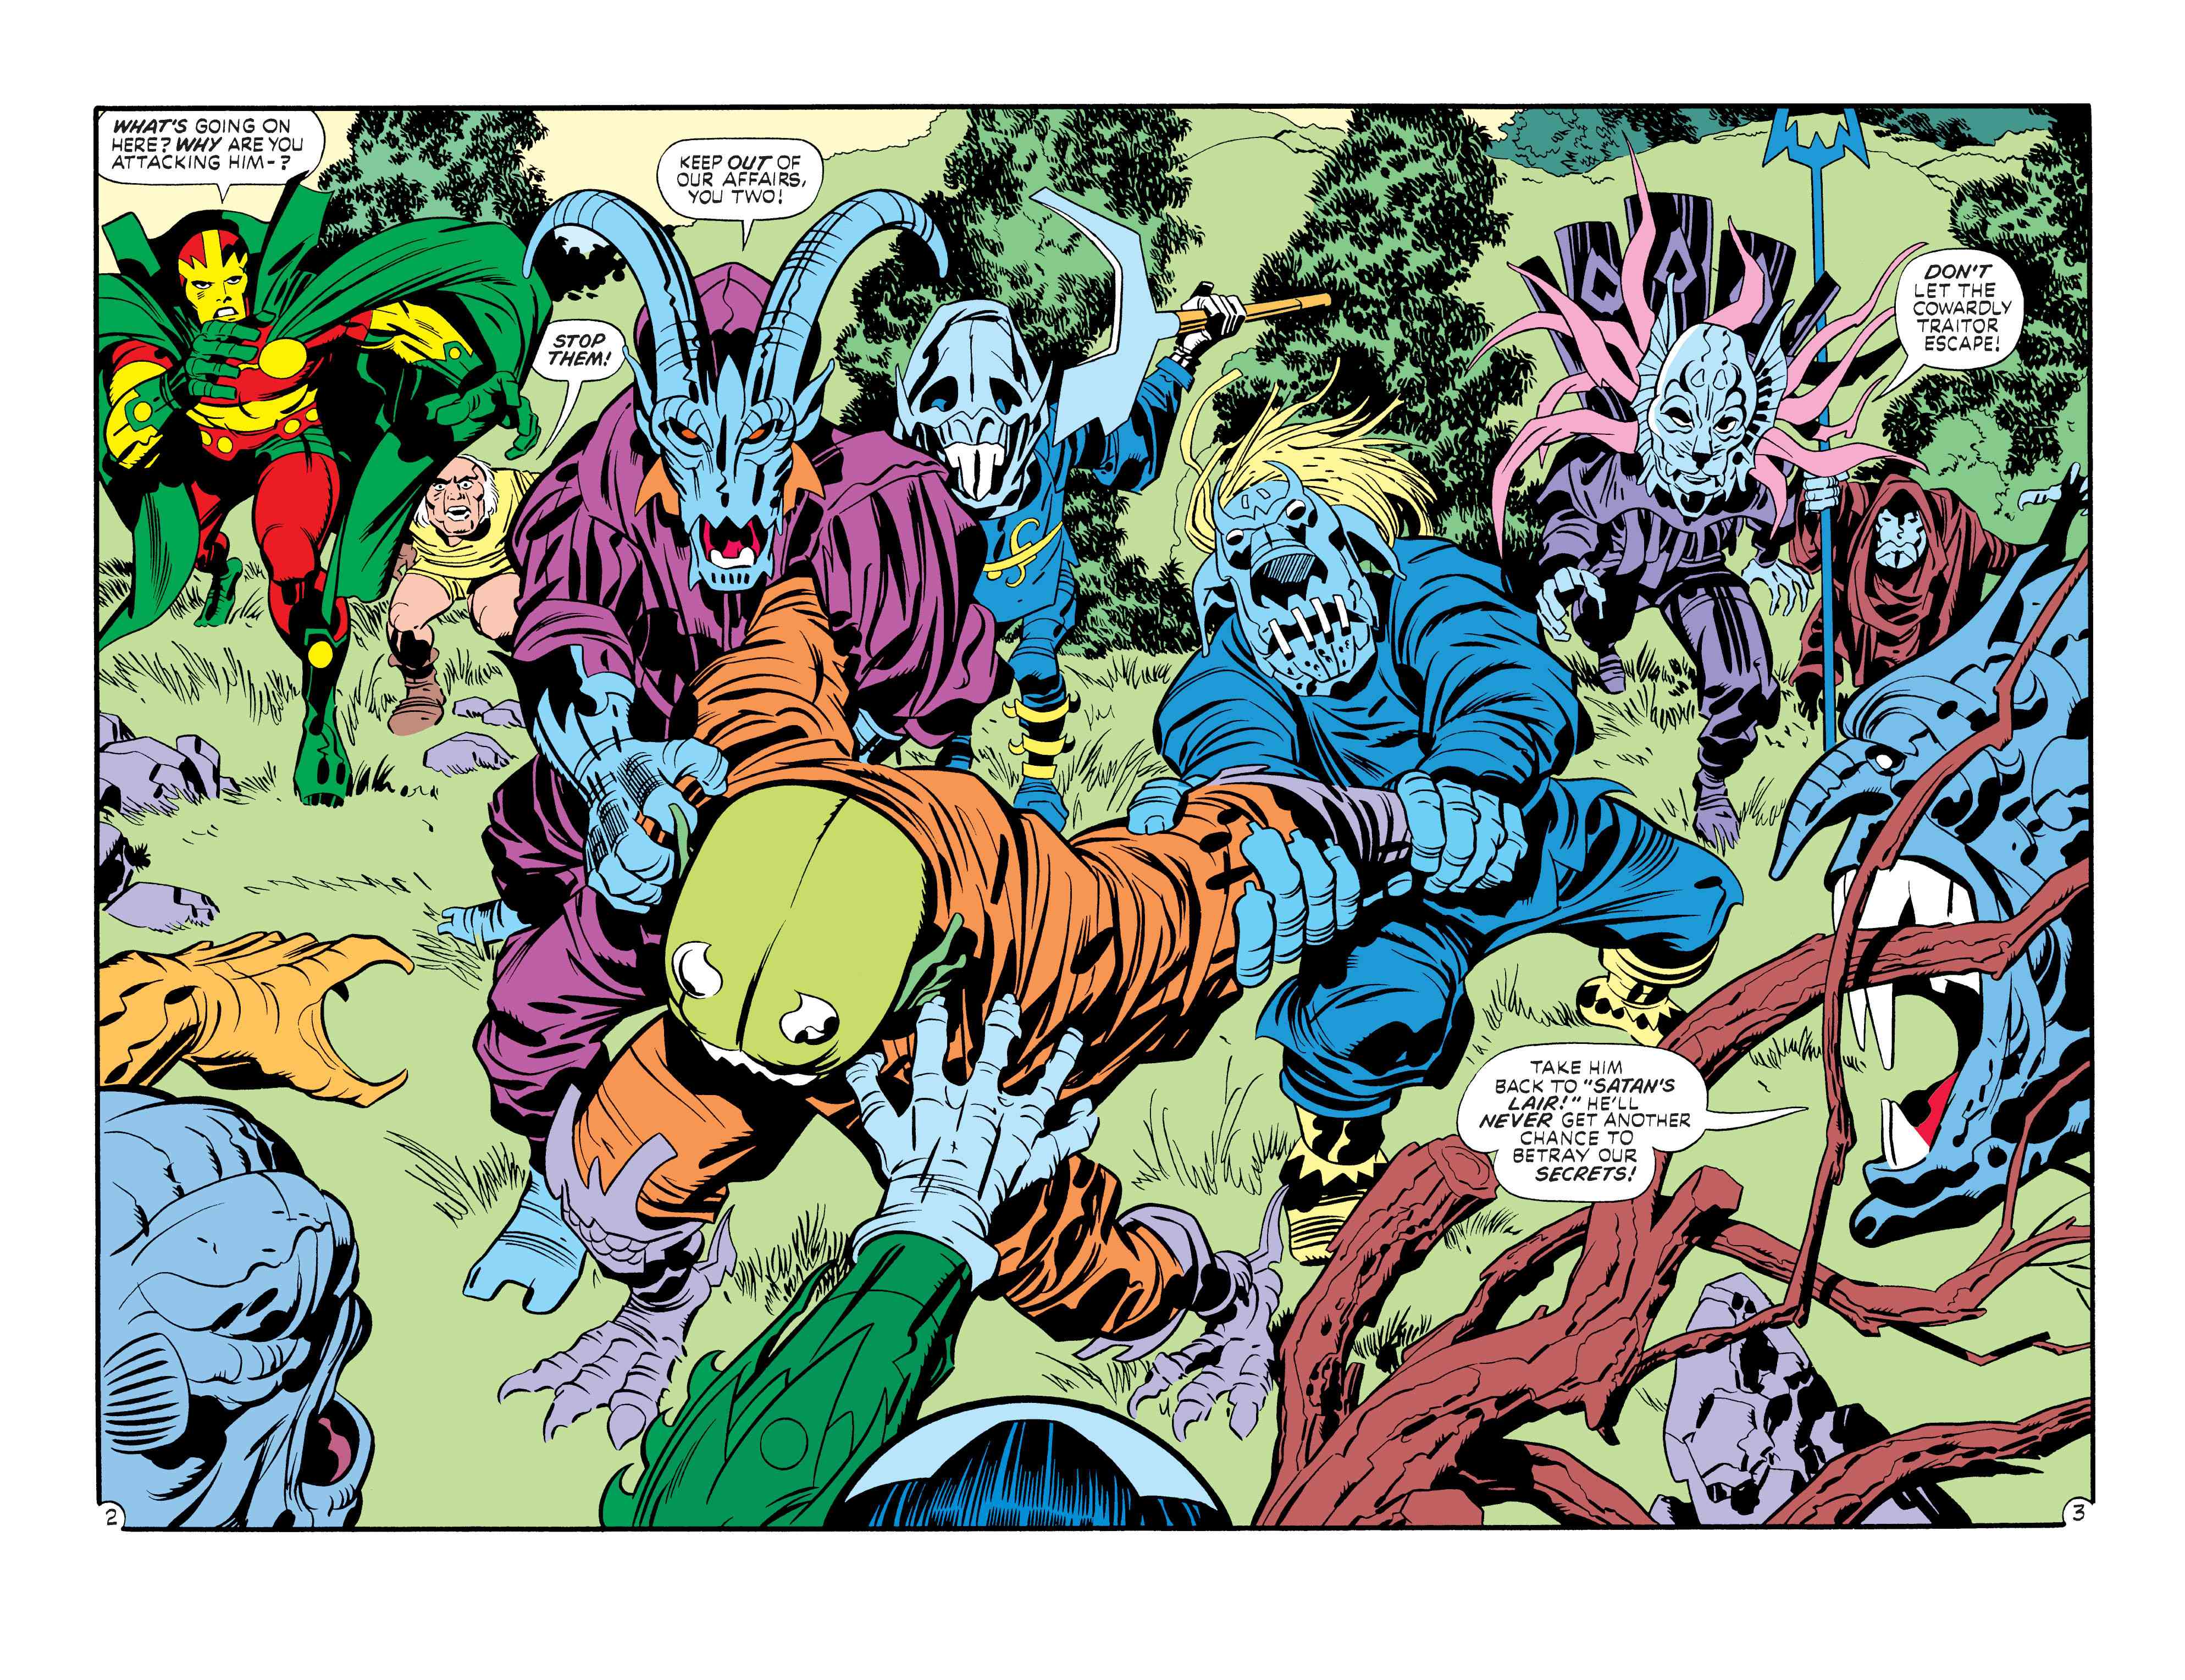 WHAT'S GOING ON
HERE? WHY ARE YOU
ATTACKING HIM-?
STOP
THEM!
KEEP OUT OF
OUR AFFAIRS,
YOU TWO!
DON'T
LET THE
COWARDLY
TRAITOR
ESCAPE!
TAKE HIM
BACK TO "SATAN'S
LAIR!" HE'LL
NEVER GET ANOTHER
CHANCE TO
BETRAY OUR
SECRETS!
2
3